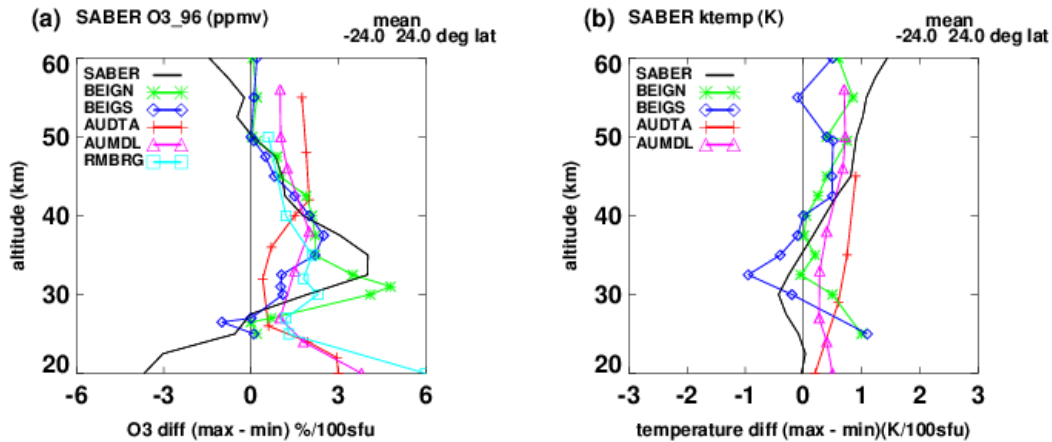 (a) SABER O3_96 (ppmv) mean
-24.0 24.0 deg lat
60
50
40
30
20
altitude (km)
SABER
BEIGN
BEIGS
AUDTA
AUMDL
RMBRG
-6 -3 0 3 6
O3 diff (max - min) %/100sfu
(b) SABER ktemp (K) mean
-24.0 24.0 deg lat
60
50
40
30
20
altitude (km)
SABER
BEIGN
BEIGS
AUDTA
AUMDL
-3 -2 -1 0 1 2 3
temperature diff (max - min)(K/100sfu)